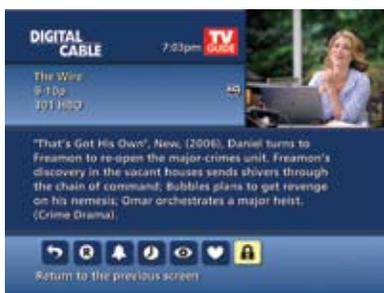 DIGITAL
CABLE
7:03pm
TV
GUIDE
The Wire
9-10p
301 HBO
"That's Got His Own", New, (2006), Daniel turns to
Freamon to re-open the major-crimes unit. Freamon's
discovery in the vacant houses sends shivers through
the chain of command; Bubbles plans to get revenge
on his nemesis; Omar orchestrates a major heist.
(Crime Drama).
R
Return to the previous screen